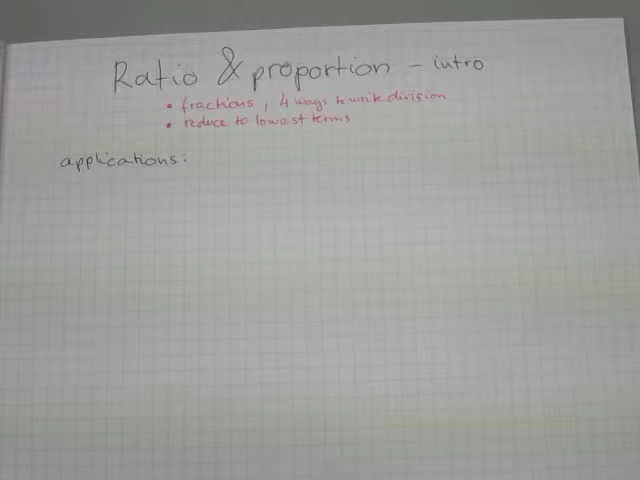 Ratio & proportion - intro
• fractions, 4 ways to write division
• reduce to lowest terms
applications: